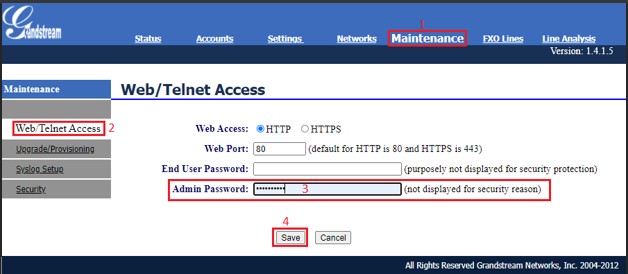 1
Grandstream
Status Accounts Settings Networks Maintenance FXO Lines Line Analysis
Version: 1.4.1.5
Maintenance
Web/Telnet Access 2
Upgrade/Provisioning
Syslog Setup
Security
Web/Telnet Access
Web Access: HTTP HTTPS
Web Port: 80 (default for HTTP is 80 and HTTPS is 443)
End User Password: (purposely not displayed for security protection)
Admin Password: •••••••••• 3 (not displayed for security reason)
4
Save Cancel
All Rights Reserved Grandstream Networks, Inc. 2004-2012